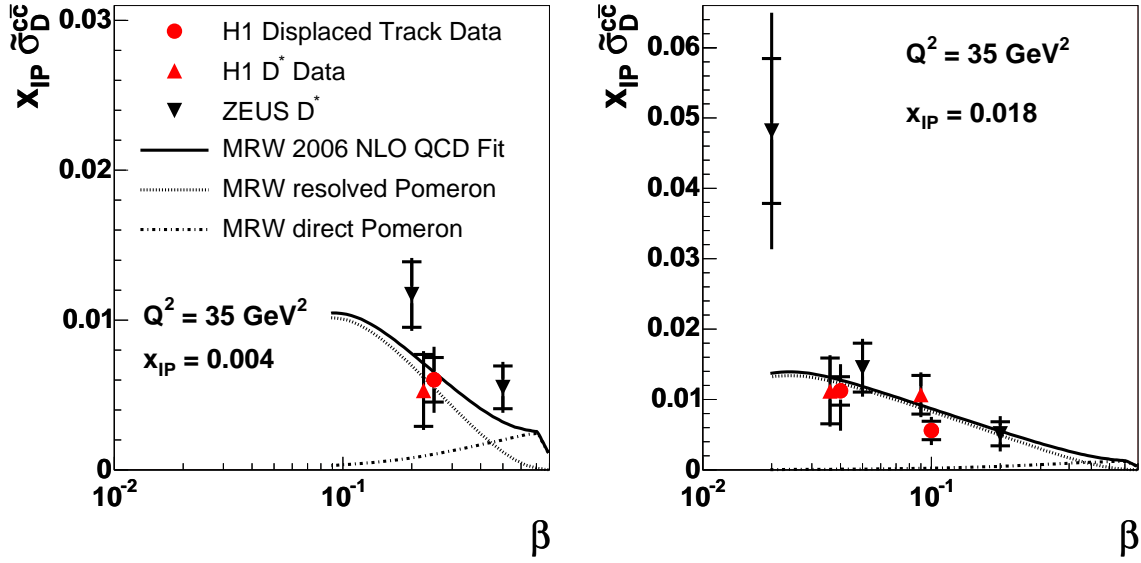 x_IP σ̃_D^cc̄
0.03
0.02
0.01
0
H1 Displaced Track Data
H1 D* Data
ZEUS D*
MRW 2006 NLO QCD Fit
MRW resolved Pomeron
MRW direct Pomeron
Q² = 35 GeV²
x_IP = 0.004
10⁻²
10⁻¹
β
x_IP σ̃_D^cc̄
0.06
0.05
0.04
0.03
0.02
0.01
0
Q² = 35 GeV²
x_IP = 0.018
10⁻²
10⁻¹
β